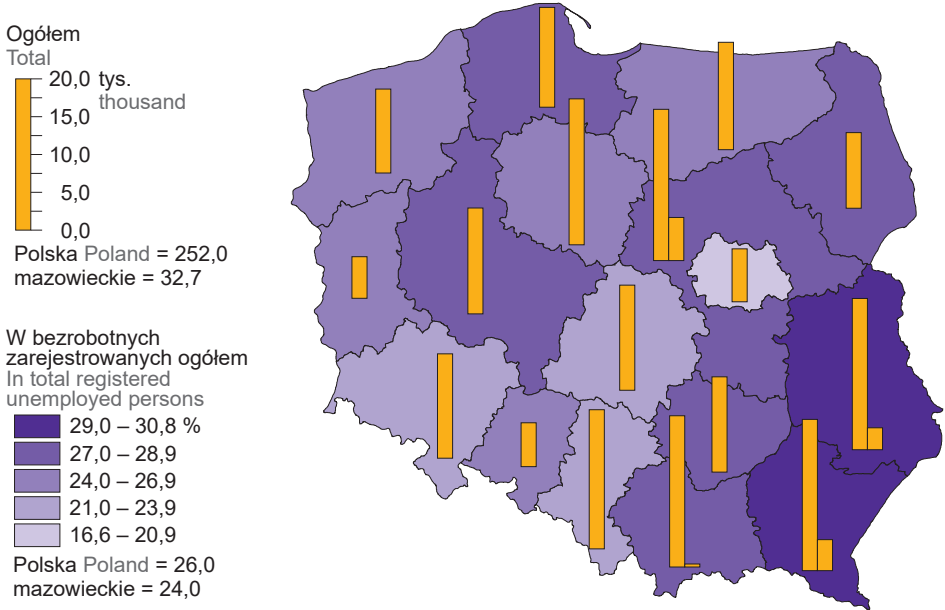 Ogółem
Total
20,0 tys.
thousand
15,0
10,0
5,0
0,0
Polska Poland = 252,0
mazowieckie = 32,7
W bezrobotnych
zarejestrowanych ogółem
In total registered
unemployed persons
29,0 – 30,8 %
27,0 – 28,9
24,0 – 26,9
21,0 – 23,9
16,6 – 20,9
Polska Poland = 26,0
mazowieckie = 24,0